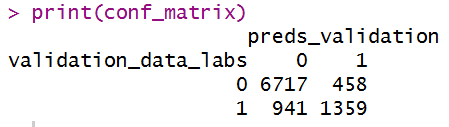 > print(conf_matrix)
preds_validation
validation_data_labs 0 1
0 6717 458
1 941 1359